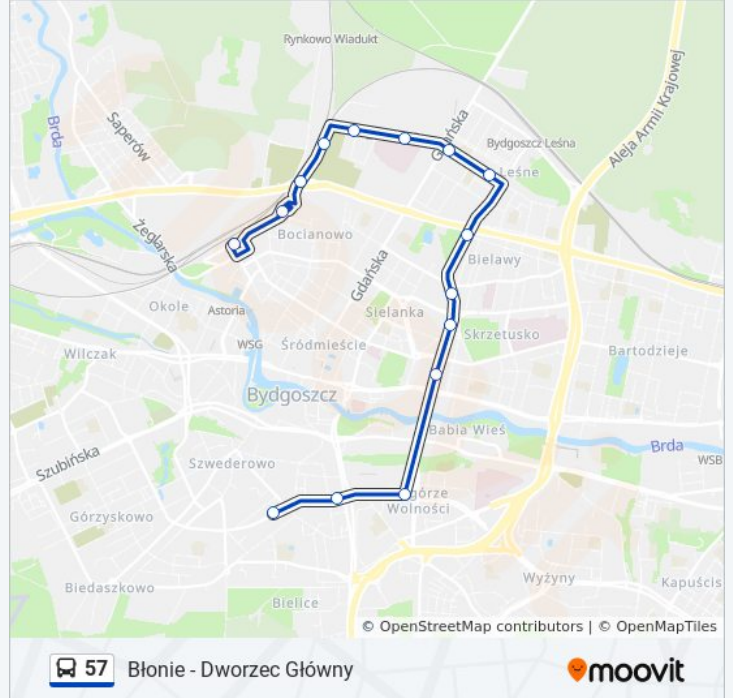 Rynkowo Wiadukt
Brda
Saperów
Gdańska
Bydgoszcz Leśna
Aleja Armii Krajowej
Leśne
Żeglarska
Bocianowo
Bielawy
Gdańska
Okole
Astoria
Sielanka
Skrzetusko
WSG
Śródmieście
Bartodzieje
Wilczak
Bydgoszcz
Babia Wieś
Brda
WSB
Szubińska
Szwederowo
górze
Wolności
Górzyskowo
Wyżyny
Kapuścis
Biedaszkowo
Bielice
© OpenStreetMap contributors | © OpenMapTiles
57 Błonie - Dworzec Główny
moovit